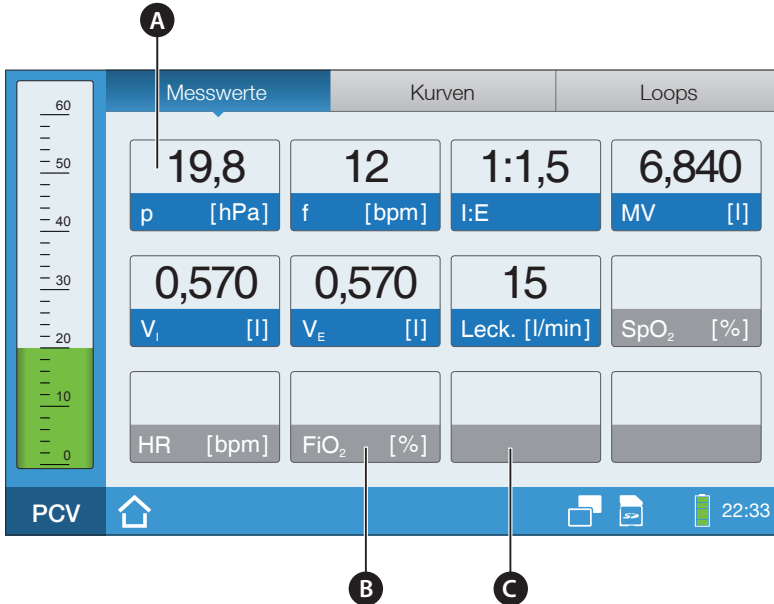 A
Messwerte Kurven Loops
60
50
40
30
20
10
0
19,8 12 1:1,5 6,840
p [hPa] f [bpm] I:E MV [l]
0,570 0,570 15
VI [l] VE [l] Leck. [l/min] SpO2 [%]
HR [bpm] FiO2 [%]
PCV SD 22:33
B C